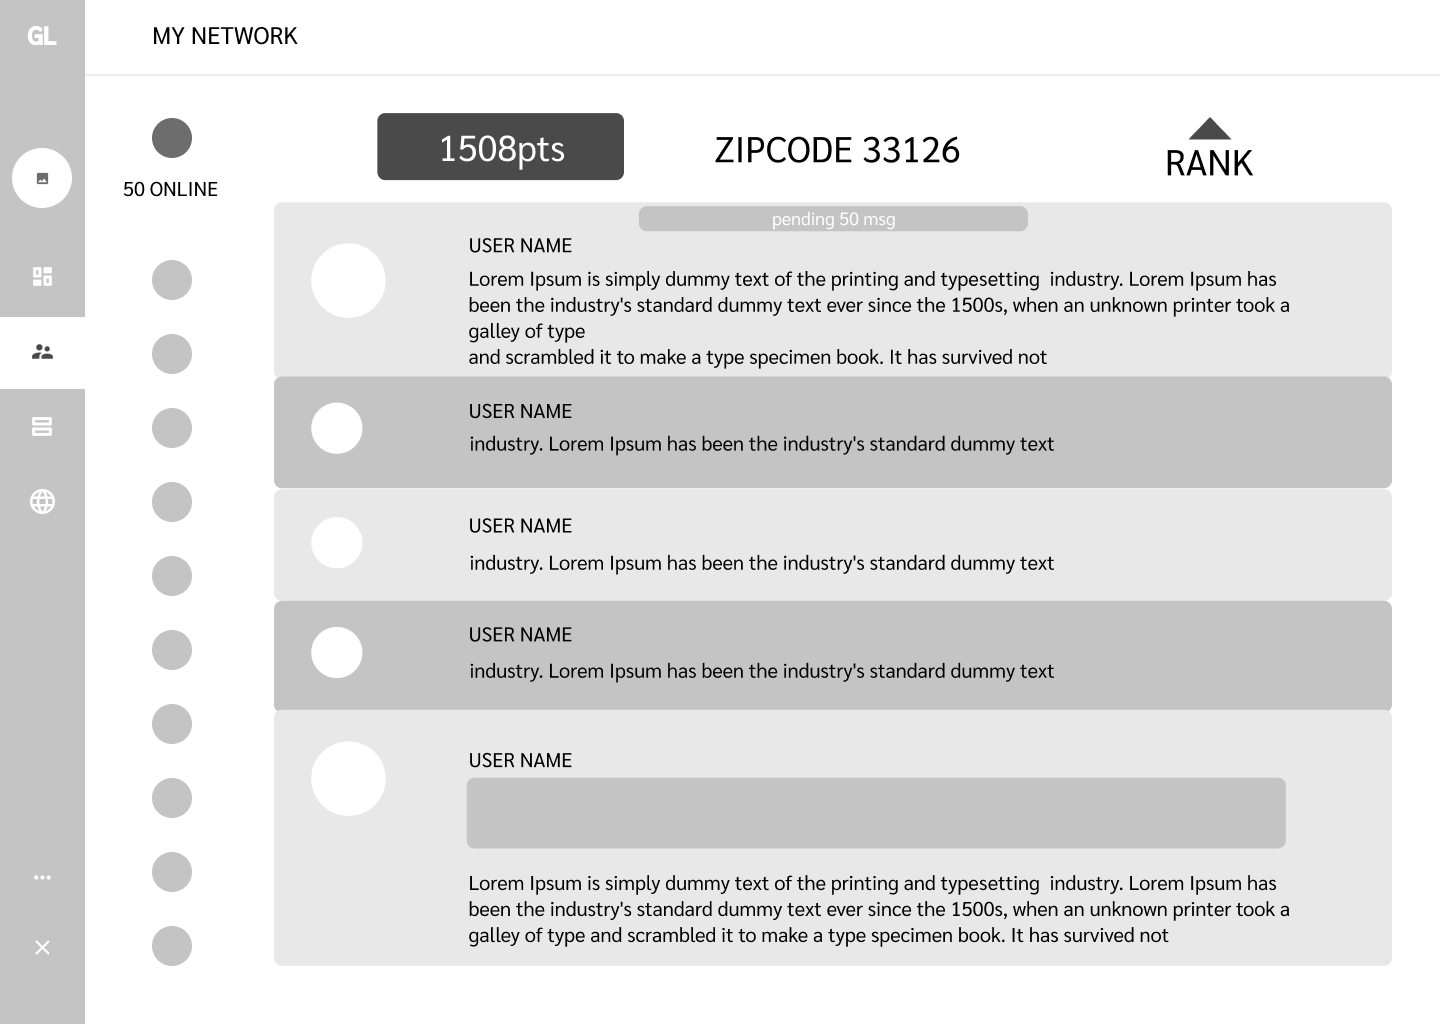 GL
MY NETWORK
50 ONLINE
1508pts
ZIPCODE 33126
RANK
pending 50 msg
USER NAME
Lorem Ipsum is simply dummy text of the printing and typesetting  industry. Lorem Ipsum has
been the industry's standard dummy text ever since the 1500s, when an unknown printer took a
galley of type
and scrambled it to make a type specimen book. It has survived not
USER NAME
industry. Lorem Ipsum has been the industry's standard dummy text
USER NAME
industry. Lorem Ipsum has been the industry's standard dummy text
USER NAME
industry. Lorem Ipsum has been the industry's standard dummy text
USER NAME
Lorem Ipsum is simply dummy text of the printing and typesetting  industry. Lorem Ipsum has
been the industry's standard dummy text ever since the 1500s, when an unknown printer took a
galley of type and scrambled it to make a type specimen book. It has survived not